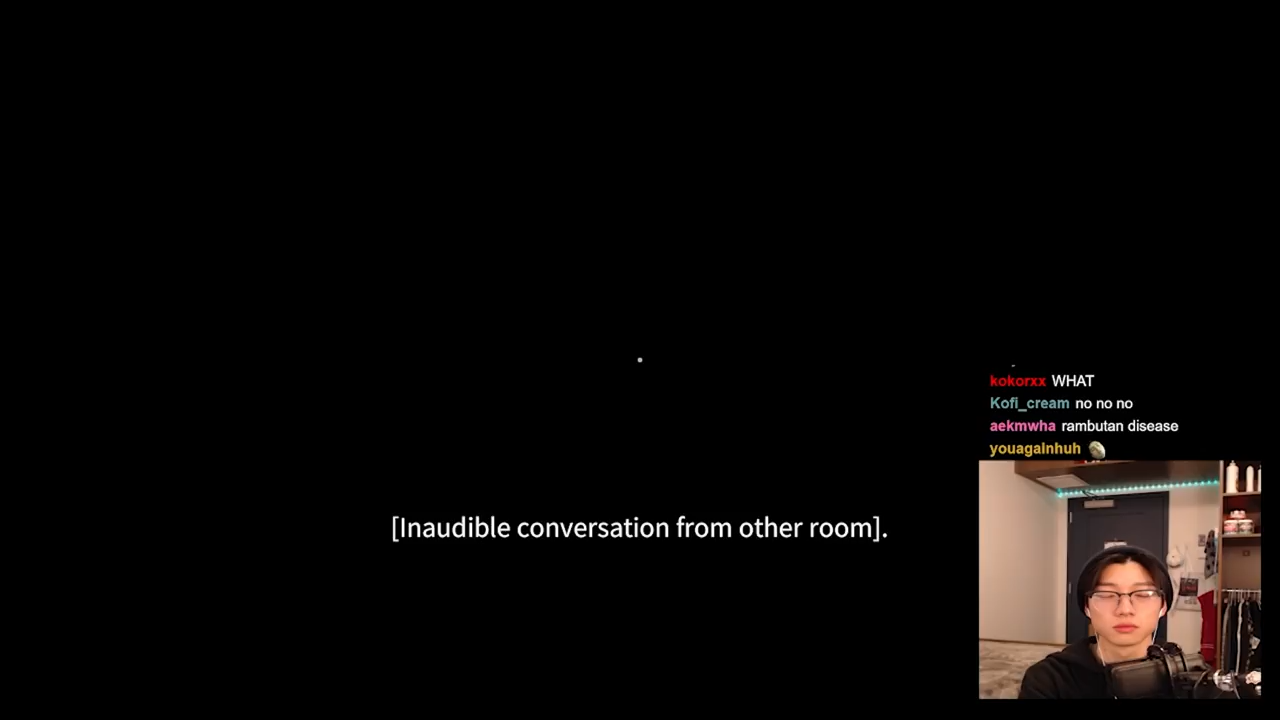 kokorxx WHAT
Kofi_cream no no no
aekmwha rambutan disease
youagainhuh
[Inaudible conversation from other room].